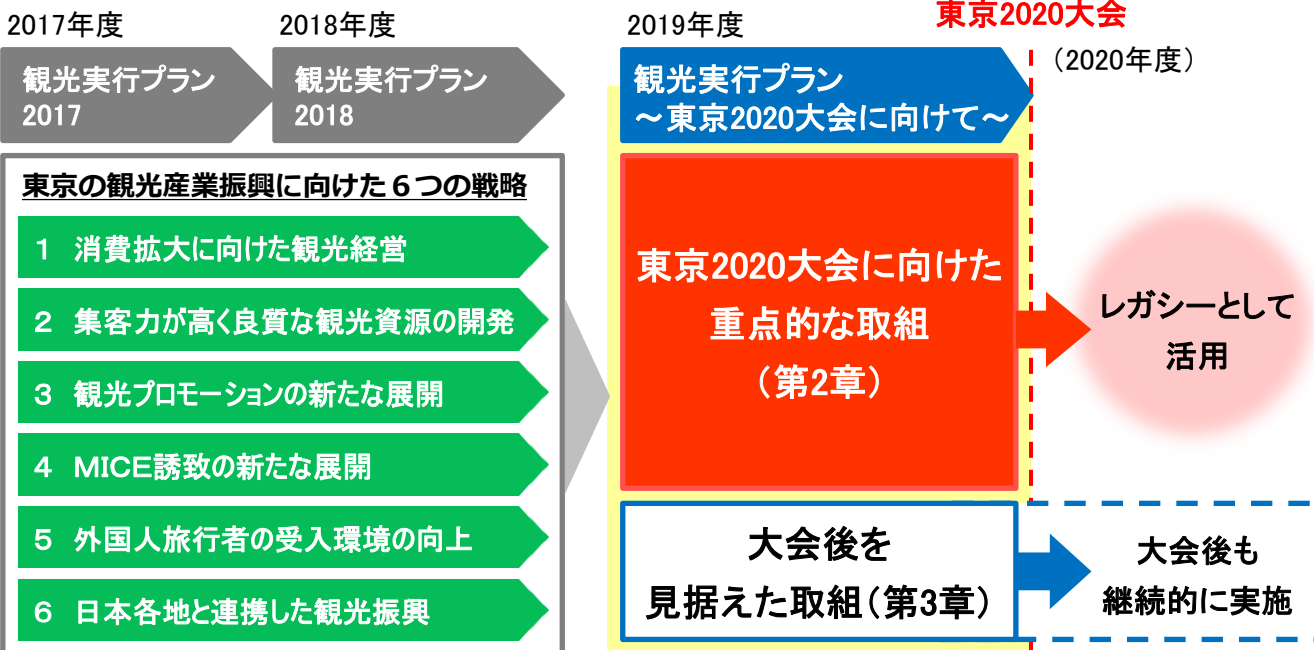 2017年度
2018年度
2019年度
東京2020大会
（2020年度）
観光実行プラン
2017
観光実行プラン
2018
観光実行プラン
～東京2020大会に向けて～
東京の観光産業振興に向けた６つの戦略
１ 消費拡大に向けた観光経営
２ 集客力が高く良質な観光資源の開発
３ 観光プロモーションの新たな展開
４ ＭＩＣＥ誘致の新たな展開
５ 外国人旅行者の受入環境の向上
６ 日本各地と連携した観光振興
東京2020大会に向けた
重点的な取組
（第2章）
レガシーとして
活用
大会後を
見据えた取組（第3章）
大会後も
継続的に実施